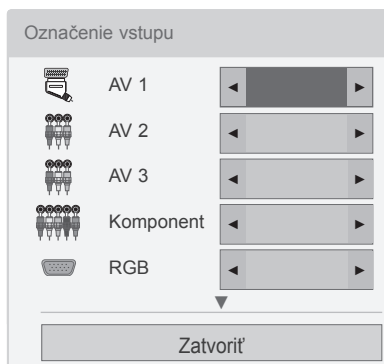 Označenie vstupu
AV 1
AV 2
AV 3
Komponent
RGB
Zatvoriť